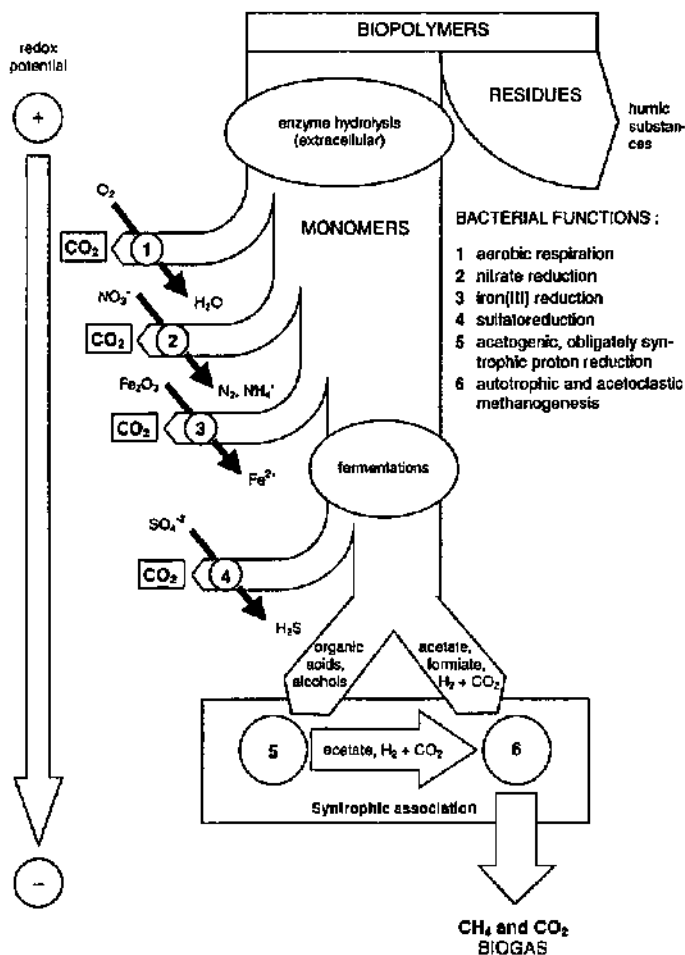 BIOPOLYMERS
redox
potential
+
RESIDUES
humic
substan-
ces
enzyme hydrolysis
(extracellular)
MONOMERS
O₂
CO₂
1
H₂O
NO₃⁻
CO₂
2
N₂, NH₄⁺
Fe₂O₃
CO₂
3
Fe²⁺
BACTERIAL FUNCTIONS :
1 aerobic respiration
2 nitrate reduction
3 iron(III) reduction
4 sulfatoreduction
5 acetogenic, obligately syn-
trophic proton reduction
6 autotrophic and acetoclastic
methanogenesis
fermentations
SO₄⁻²
CO₂
4
H₂S
organic
acids,
alcohols
acetate,
formiate,
H₂ + CO₂
5
acetate, H₂ + CO₂
6
Syntrophic association
−
CH₄ and CO₂
BIOGAS